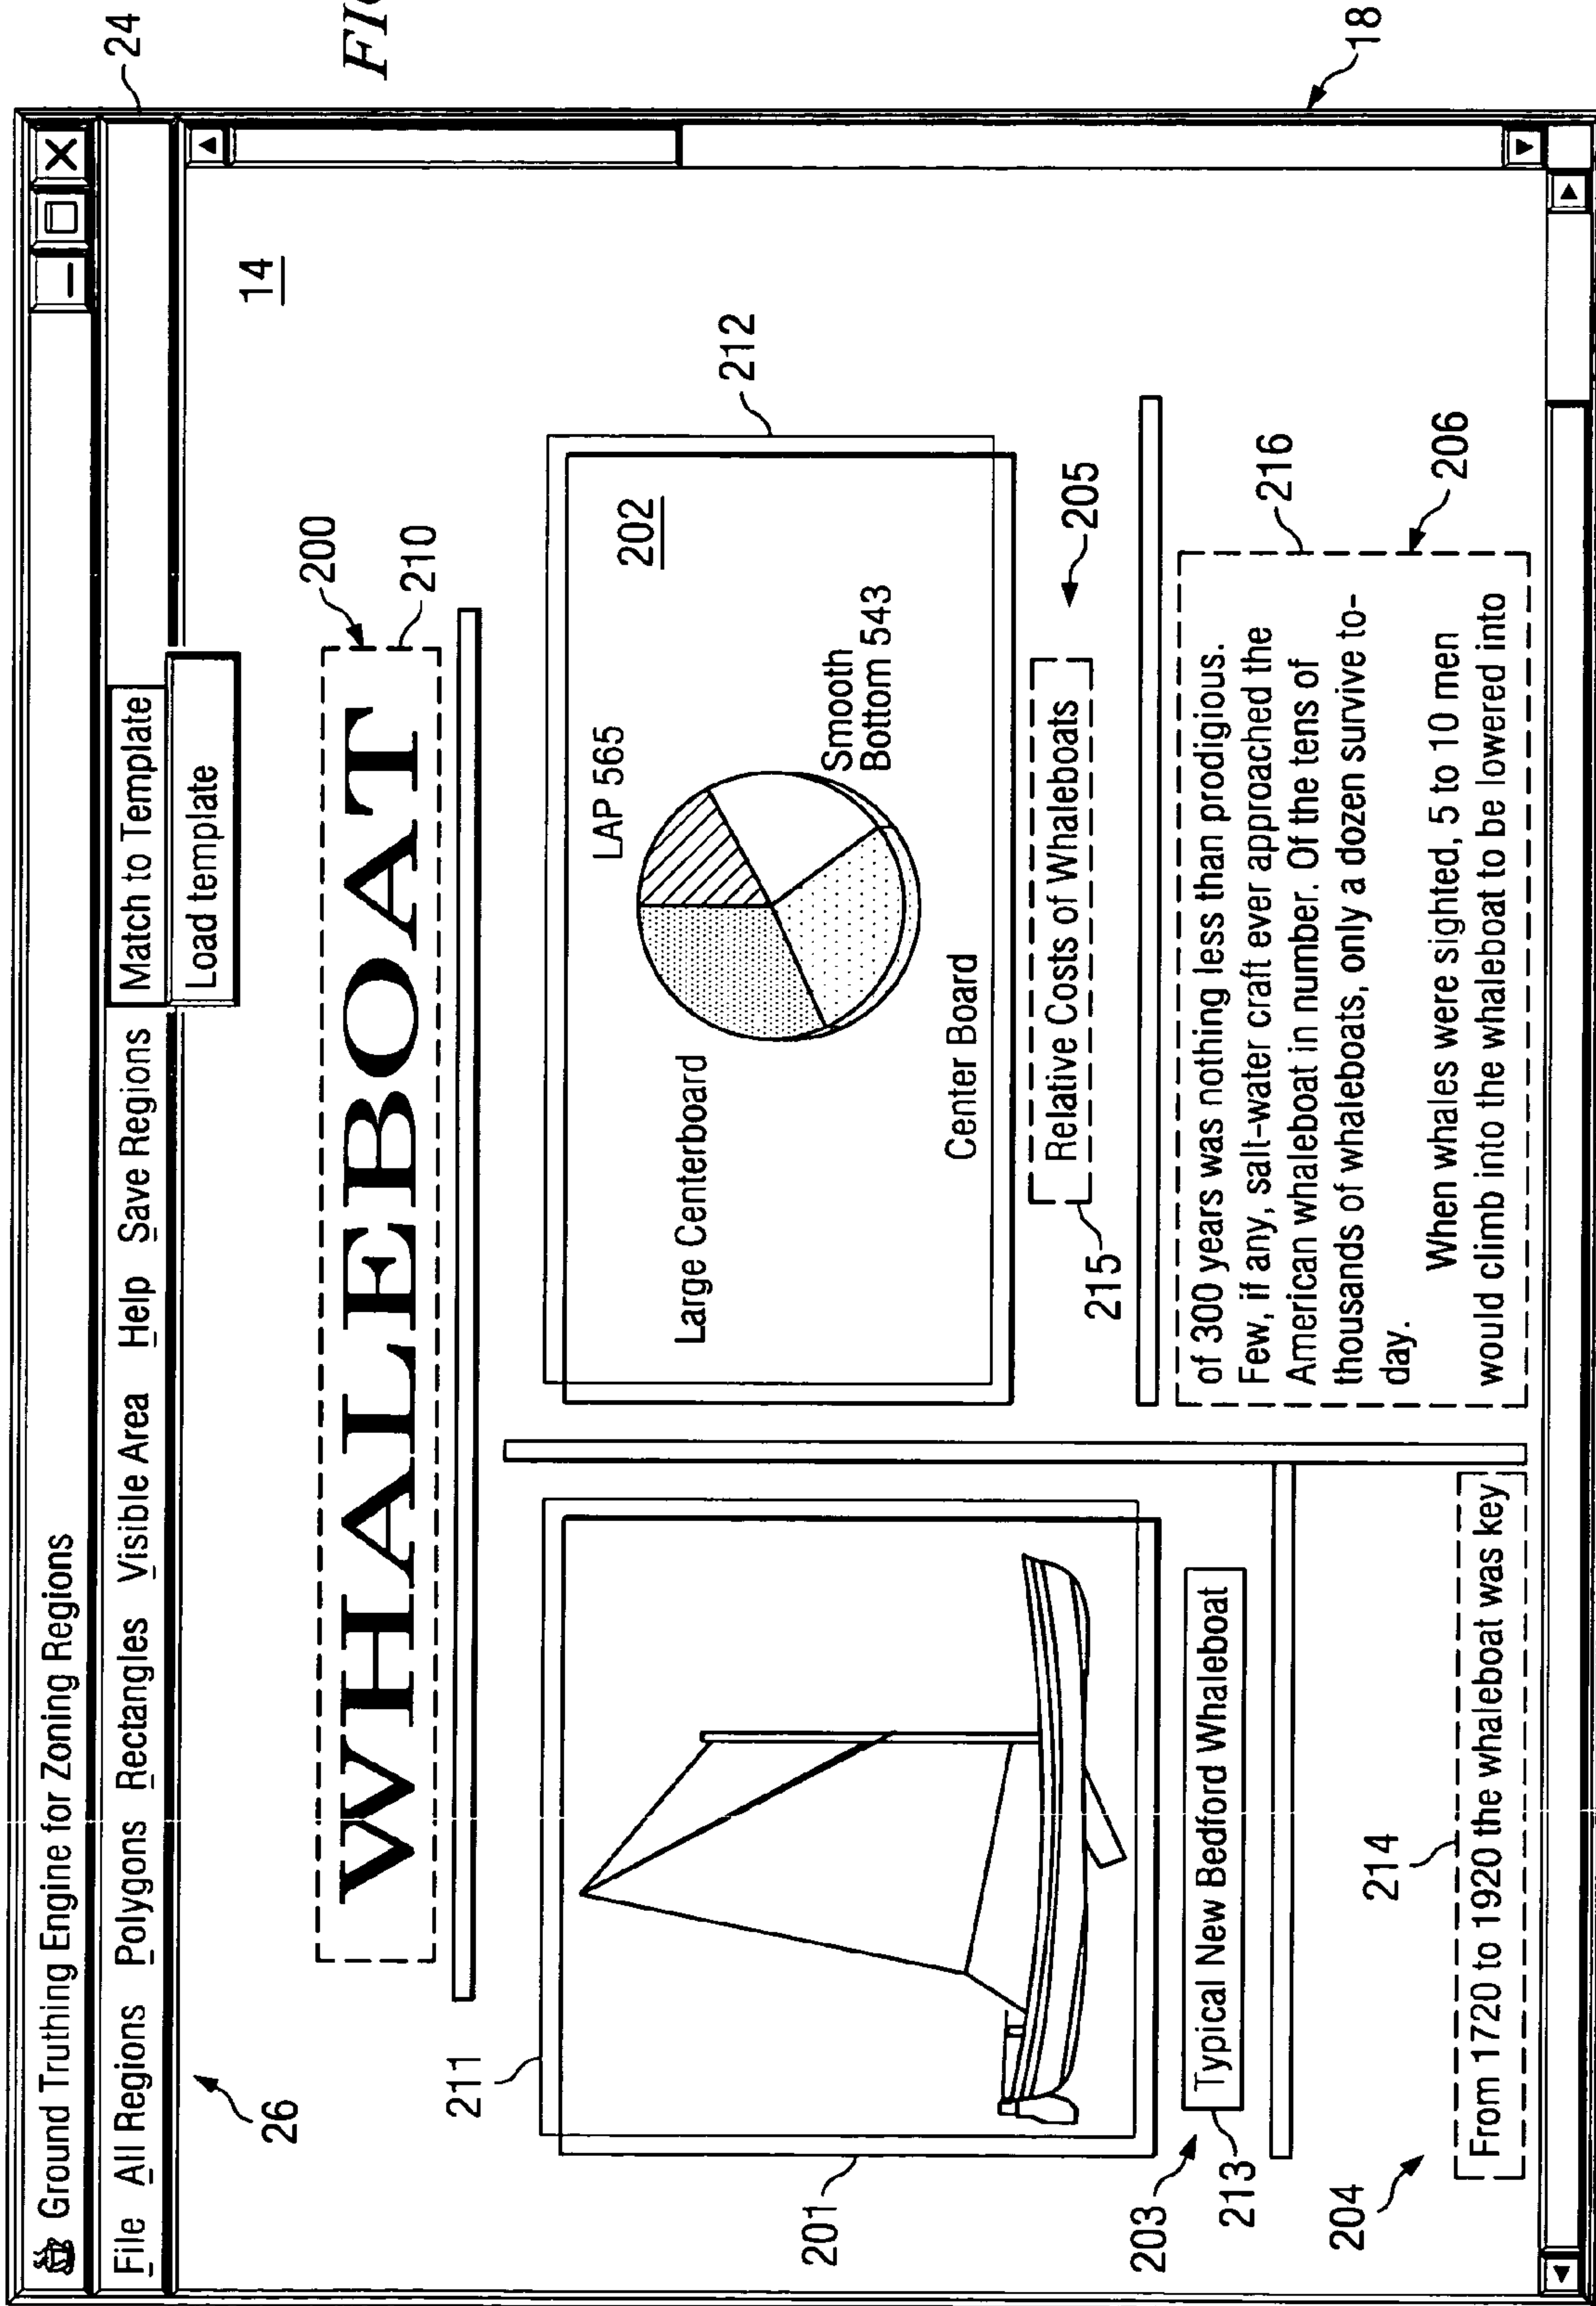 Ground Truthing Engine for Zoning Regions
File All Regions Polygons Rectangles Visible Area Help Save Regions Match to Template
Load template
24
FIG
26
14
WHALEBOAT
200
210
211
201
212
202
LAP 565
Large Centerboard
Smooth
Bottom 543
Center Board
203
Typical New Bedford Whaleboat
213
Relative Costs of Whaleboats
205
215
204
214
From 1720 to 1920 the whaleboat was key
216
206
of 300 years was nothing less than prodigious.
Few, if any, salt-water craft ever approached the
American whaleboat in number. Of the tens of
thousands of whaleboats, only a dozen survive to-
day.
When whales were sighted, 5 to 10 men
would climb into the whaleboat to be lowered into
18